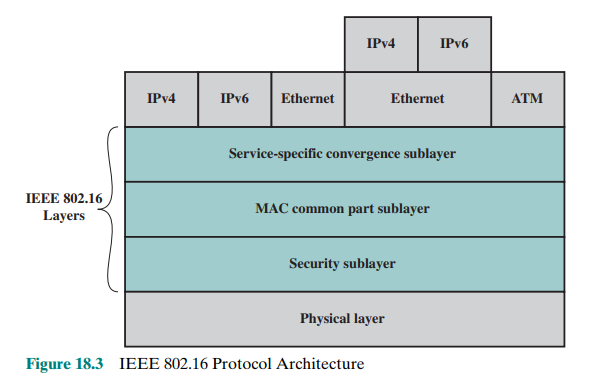 IPv4 IPv6
IPv4 IPv6 Ethernet Ethernet ATM
Service-specific convergence sublayer
IEEE 802.16
Layers
MAC common part sublayer
Security sublayer
Physical layer
Figure 18.3 IEEE 802.16 Protocol Architecture